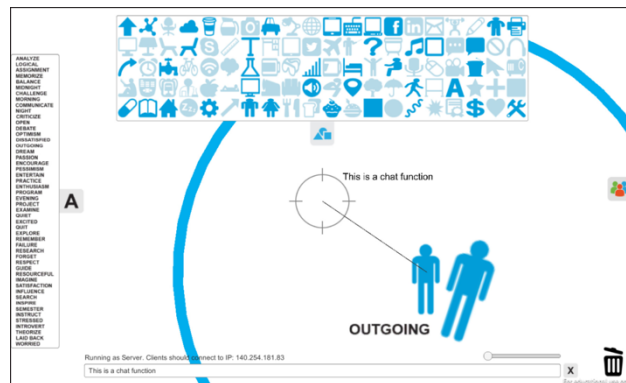 ANALYZE
LOGICAL
ASSIGNMENT
MEMORIZE
BALANCE
MIDNIGHT
CHALLENGE
MORNING
COMMUNICATE
NIGHT
CRITICIZE
OPEN
DEBATE
OPTIMISM
DISSATISFIED
OUTGOING
DREAM
PASSION
ENCOURAGE
PESSIMISM
ENTERTAIN
PRACTICE
ENTHUSIASM
PROGRAM
EVENING
PROJECT
EXAMINE
QUIET
EXCITED
QUIT
EXPLORE
REMEMBER
FAILURE
RESEARCH
FORGET
RESPECT
GUIDE
RESOURCEFUL
IMAGINE
SATISFACTION
INFLUENCE
SEARCH
INSPIRE
SEMESTER
INSTRUCT
STRESSED
INTROVERT
THEORIZE
LAID BACK
WORRIED
A
This is a chat function
OUTGOING
Running as Server. Clients should connect to IP: 140.254.181.83
This is a chat function
X